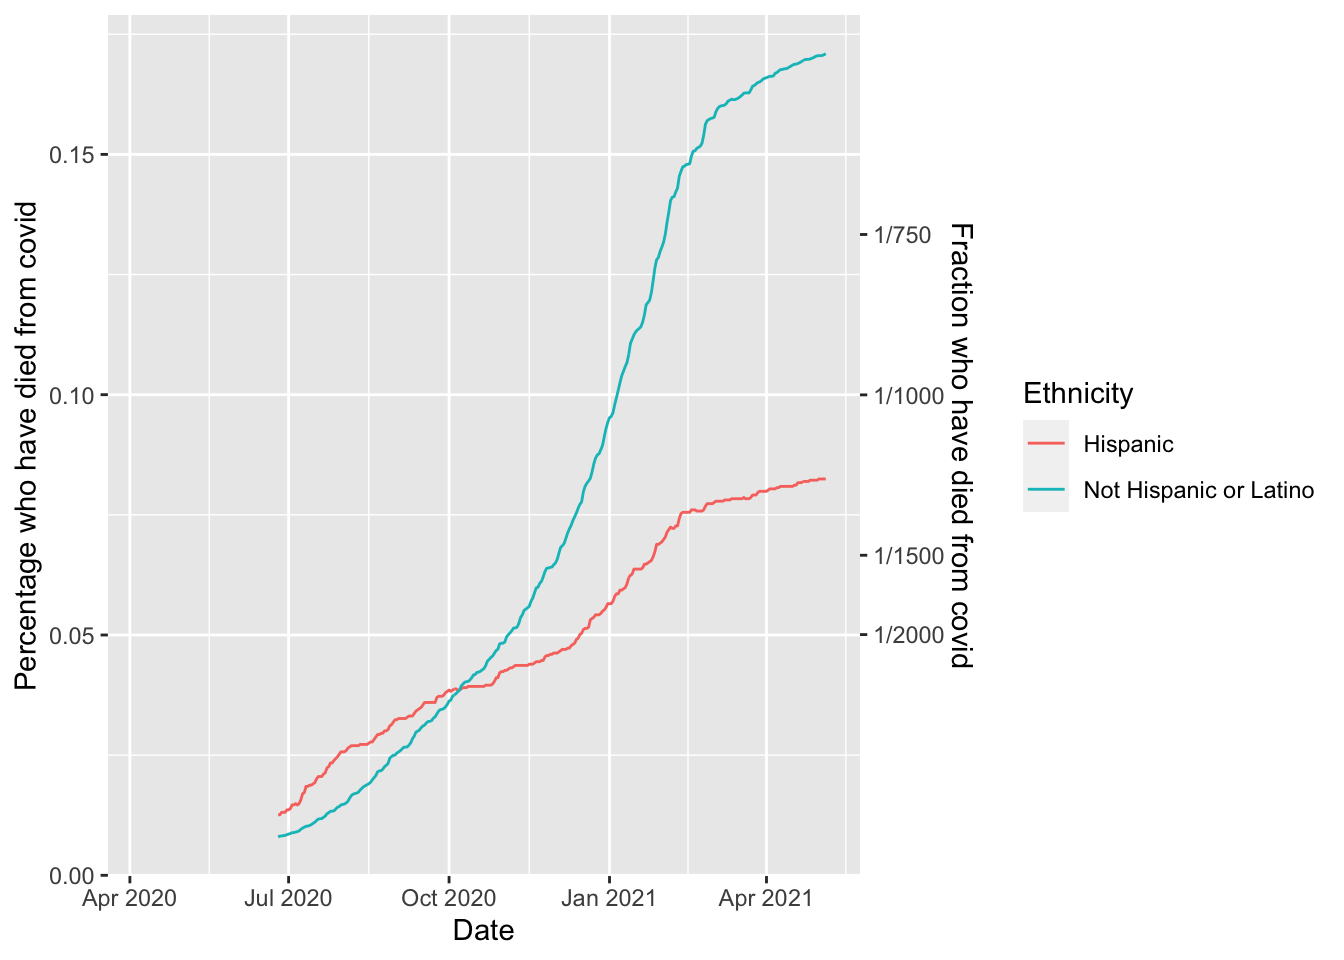 Percentage who have died from covid
0.15
0.10
0.05
0.00
Apr 2020
Jul 2020
Oct 2020
Jan 2021
Apr 2021
Date
1/750
1/1000
1/1500
1/2000
Fraction who have died from covid
Ethnicity
Hispanic
Not Hispanic or Latino